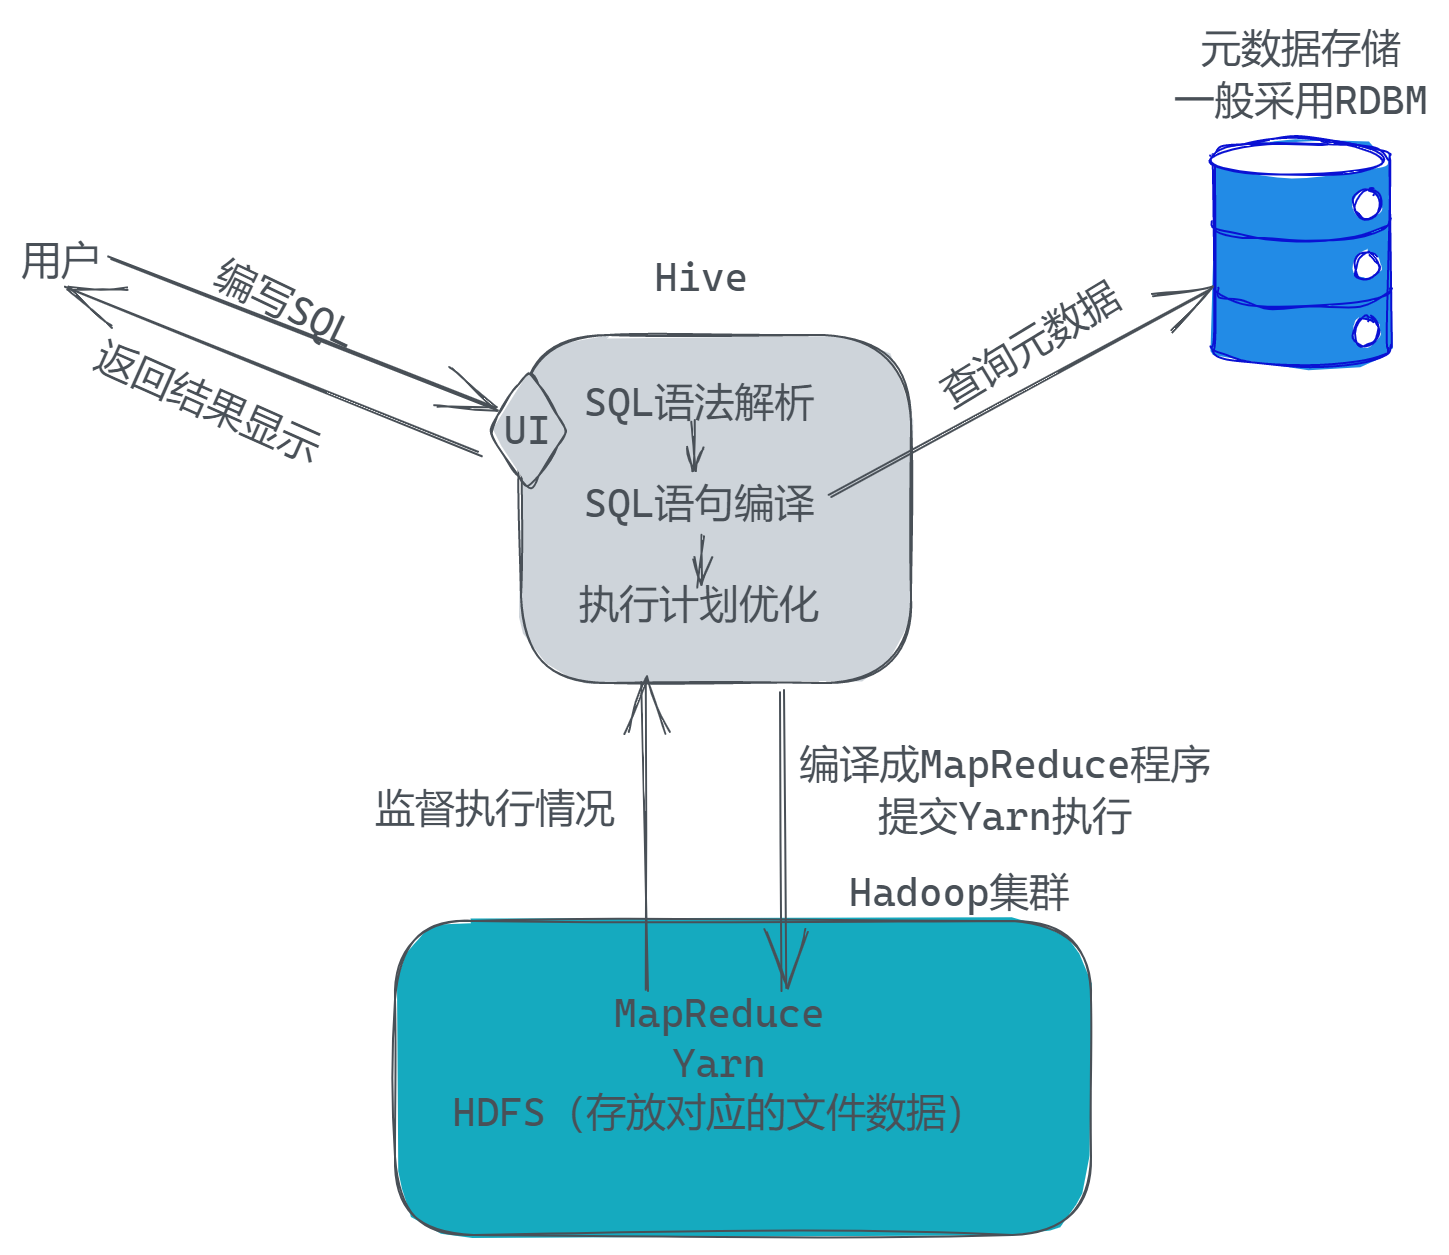 元数据存储
一般采用RDBM
用户
编写SQL
返回结果显示
Hive
查询元数据
UI
SQL语法解析
SQL语句编译
执行计划优化
监督执行情况
编译成MapReduce程序
提交Yarn执行
Hadoop集群
MapReduce
Yarn
HDFS（存放对应的文件数据）